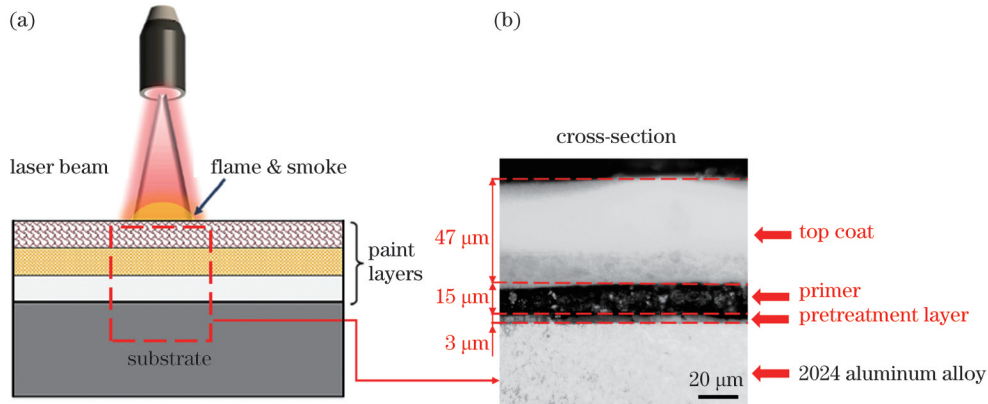 (a)
laser beam
flame & smoke
paint
layers
substrate
(b)
cross-section
47 μm
15 μm
3 μm
top coat
primer
pretreatment layer
2024 aluminum alloy
20 μm